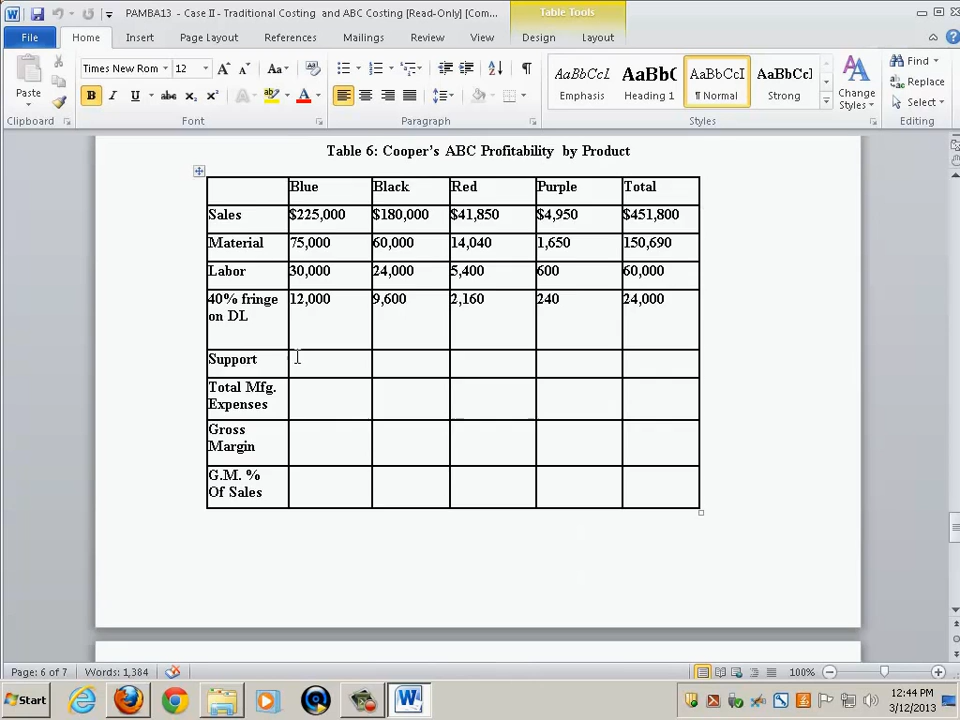 PAMBA13 - Case II - Traditional Costing and ABC Costing [Read-Only] [Com...
Table Tools
File
Home
Insert
Page Layout
References
Mailings
Review
View
Design
Layout
Paste
Clipboard
Times New Rom
12
Aa
B I U abc x₂ x²
A
Font
Paragraph
AaBbCcI
Emphasis
AaBb(
Heading 1
AaBbCcI
¶ Normal
AaBbCc]
Strong
Change
Styles
Styles
Find
Replace
Select
Editing
Table 6: Cooper's ABC Profitability by Product
Blue Black Red Purple Total
Sales $225,000 $180,000 $41,850 $4,950 $451,800
Material 75,000 60,000 14,040 1,650 150,690
Labor 30,000 24,000 5,400 600 60,000
40% fringe 12,000 9,600 2,160 240 24,000
on DL
Support
Total Mfg.
Expenses
Gross
Margin
G.M. %
Of Sales
Page: 6 of 7
Words: 1,384
100%
Start
12:44 PM
3/12/2013